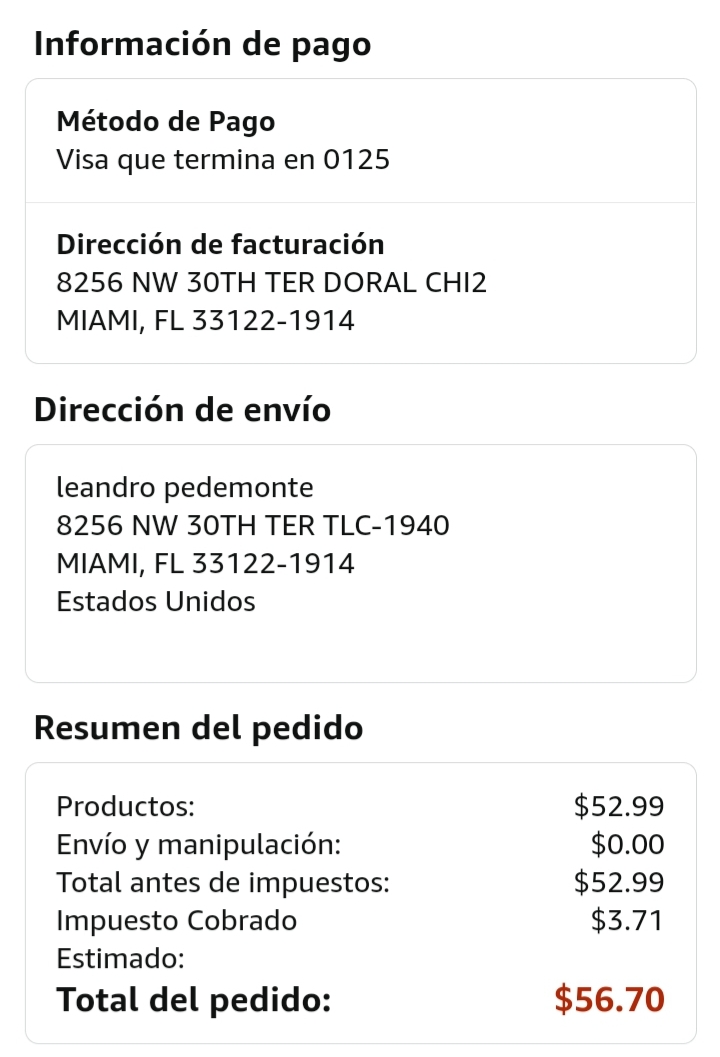 Información de pago
Método de Pago
Visa que termina en 0125
Dirección de facturación
8256 NW 30TH TER DORAL CHI2
MIAMI, FL 33122-1914
Dirección de envío
leandro pedemonte
8256 NW 30TH TER TLC-1940
MIAMI, FL 33122-1914
Estados Unidos
Resumen del pedido
Productos: $52.99
Envío y manipulación: $0.00
Total antes de impuestos: $52.99
Impuesto Cobrado $3.71
Estimado:
Total del pedido: $56.70